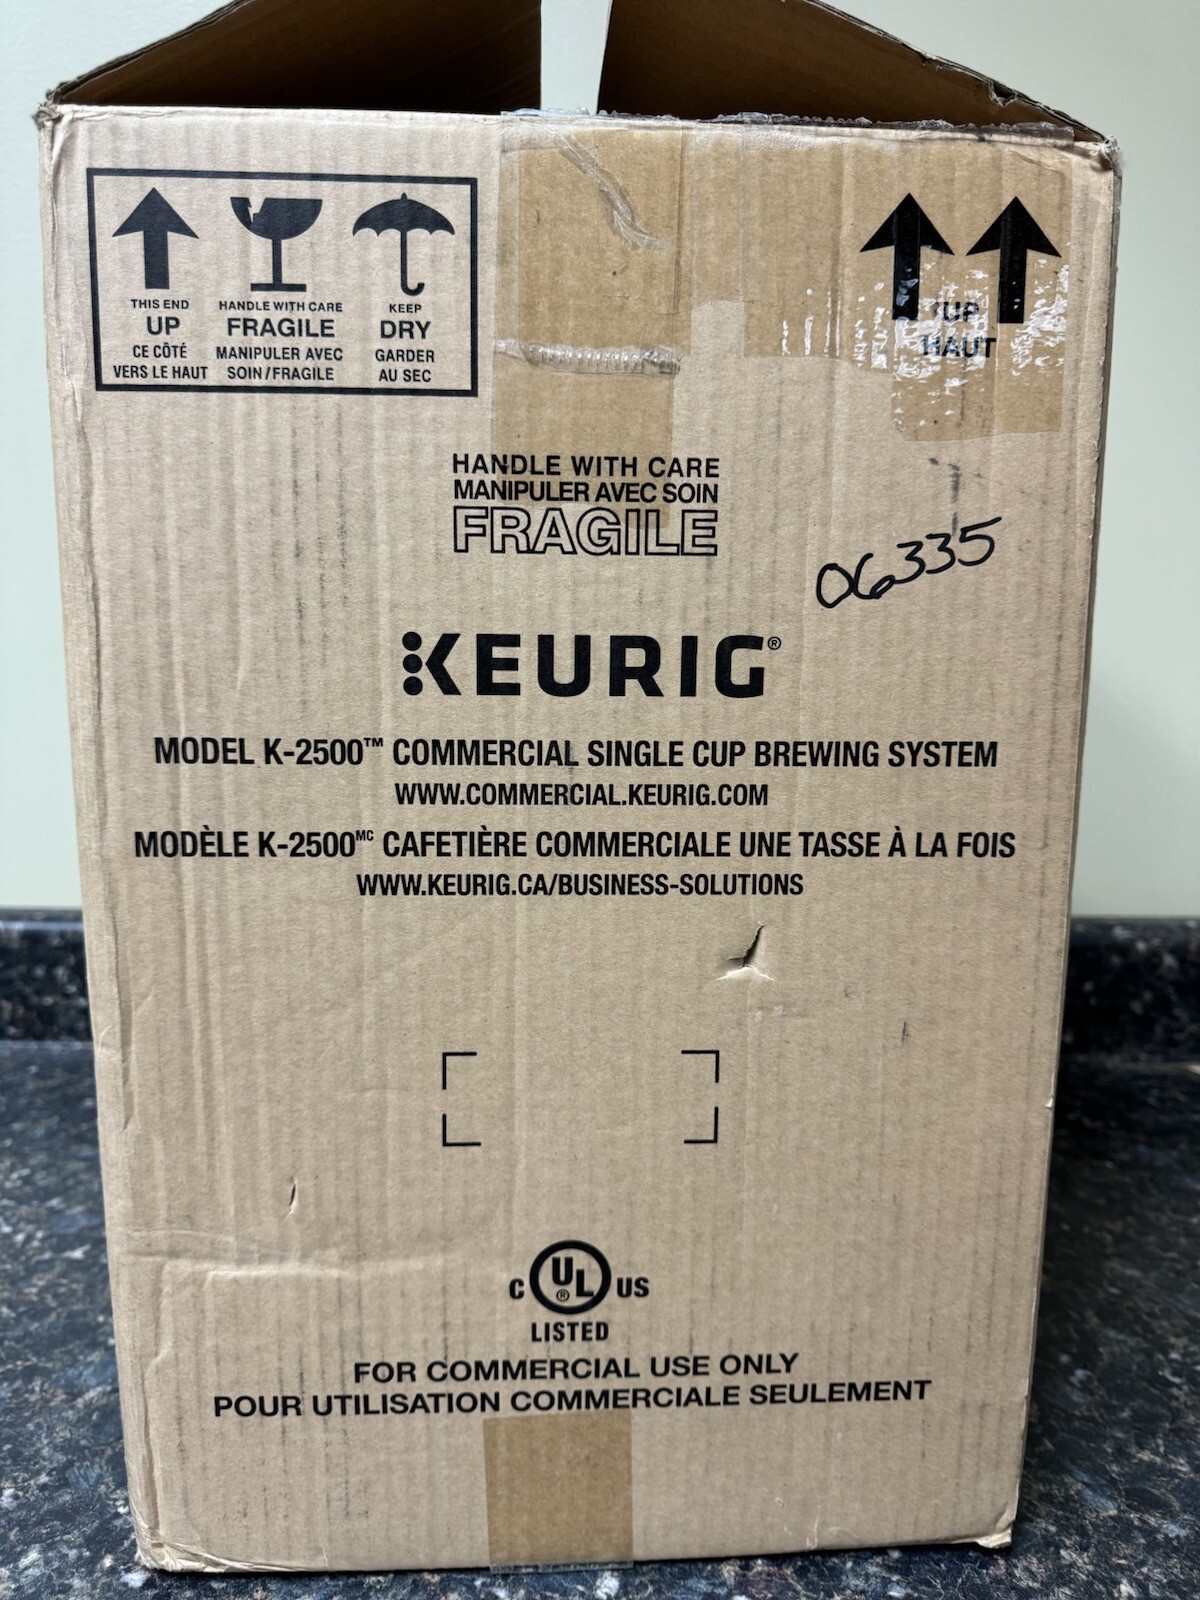 THIS END
UP
CE CÔTÉ
VERS LE HAUT
HANDLE WITH CARE
FRAGILE
MANIPULER AVEC
SOIN/FRAGILE
KEEP
DRY
GARDER
AU SEC
UP
HAUT
HANDLE WITH CARE
MANIPULER AVEC SOIN
FRAGILE
06335
KEURIG®
MODEL K-2500™ COMMERCIAL SINGLE CUP BREWING SYSTEM
WWW.COMMERCIAL.KEURIG.COM
MODÈLE K-2500MC CAFETIÈRE COMMERCIALE UNE TASSE À LA FOIS
WWW.KEURIG.CA/BUSINESS-SOLUTIONS
C UL® US
LISTED
FOR COMMERCIAL USE ONLY
POUR UTILISATION COMMERCIALE SEULEMENT